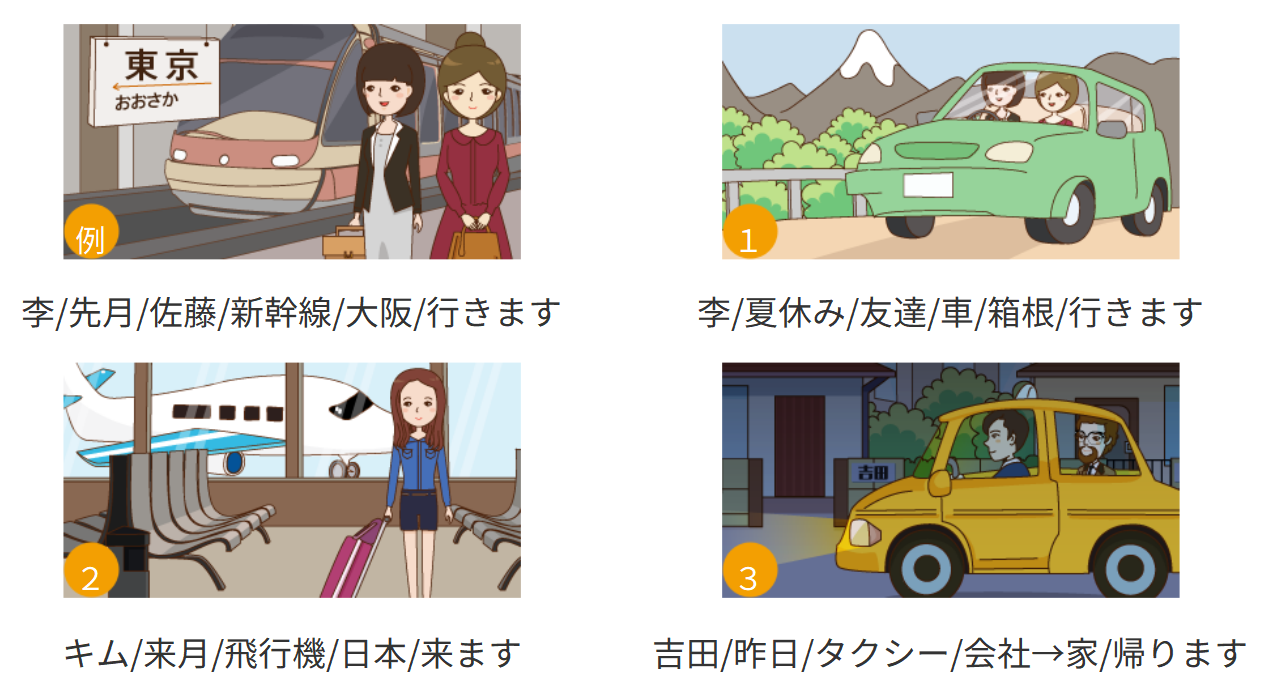 東京
おおさか
例
1
李/先月/佐藤/新幹線/大阪/行きます
李/夏休み/友達/車/箱根/行きます
吉田
2
3
キム/来月/飛行機/日本/来ます
吉田/昨日/タクシー/会社→家/帰ります